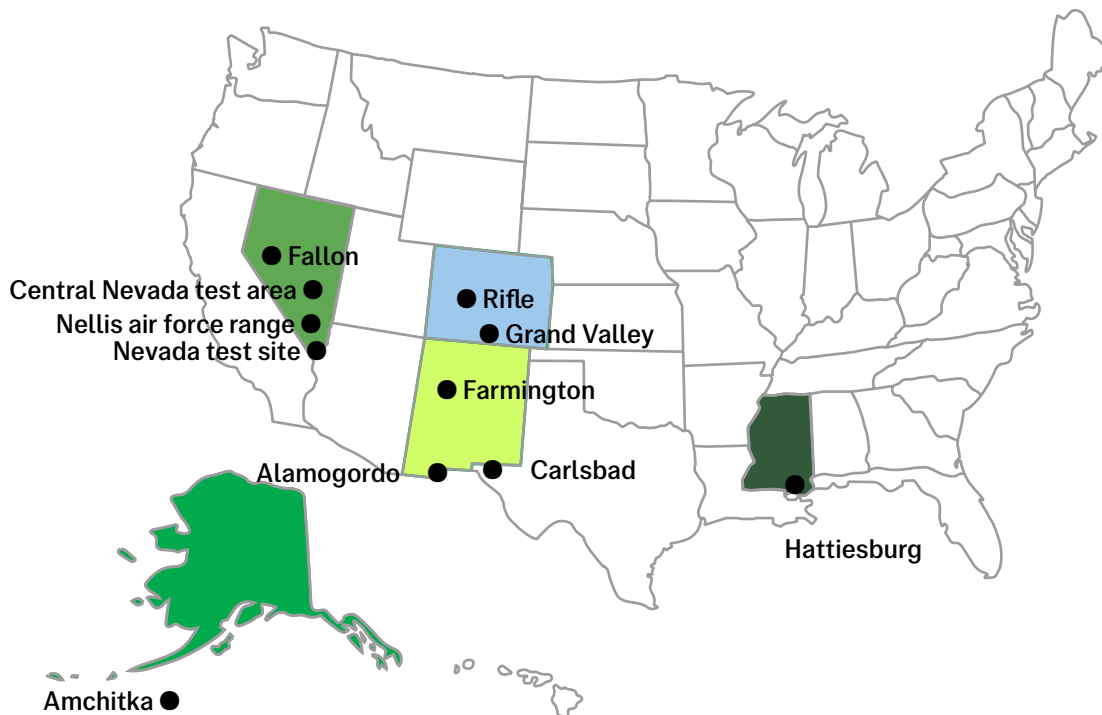 Fallon
Central Nevada test area
Rifle
Nellis air force range
Grand Valley
Nevada test site
Farmington
Alamogordo
Carlsbad
Hattiesburg
Amchitka